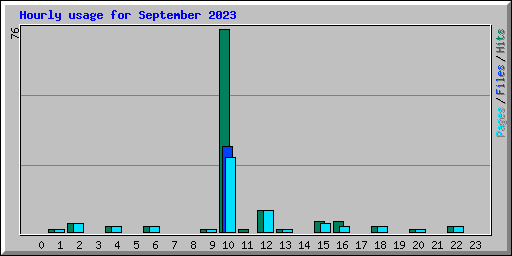 Hourly usage for September 2023
76
Pages/Files/Hits
0 1 2 3 4 5 6 7 8 9 10 11 12 13 14 15 16 17 18 19 20 21 22 23